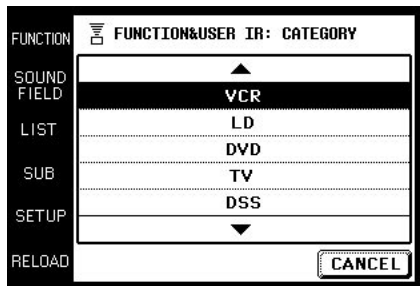 FUNCTION
SOUND
FIELD
LIST
SUB
SETUP
RELOAD
FUNCTION&USER IR: CATEGORY
VCR
LD
DVD
TV
DSS
CANCEL